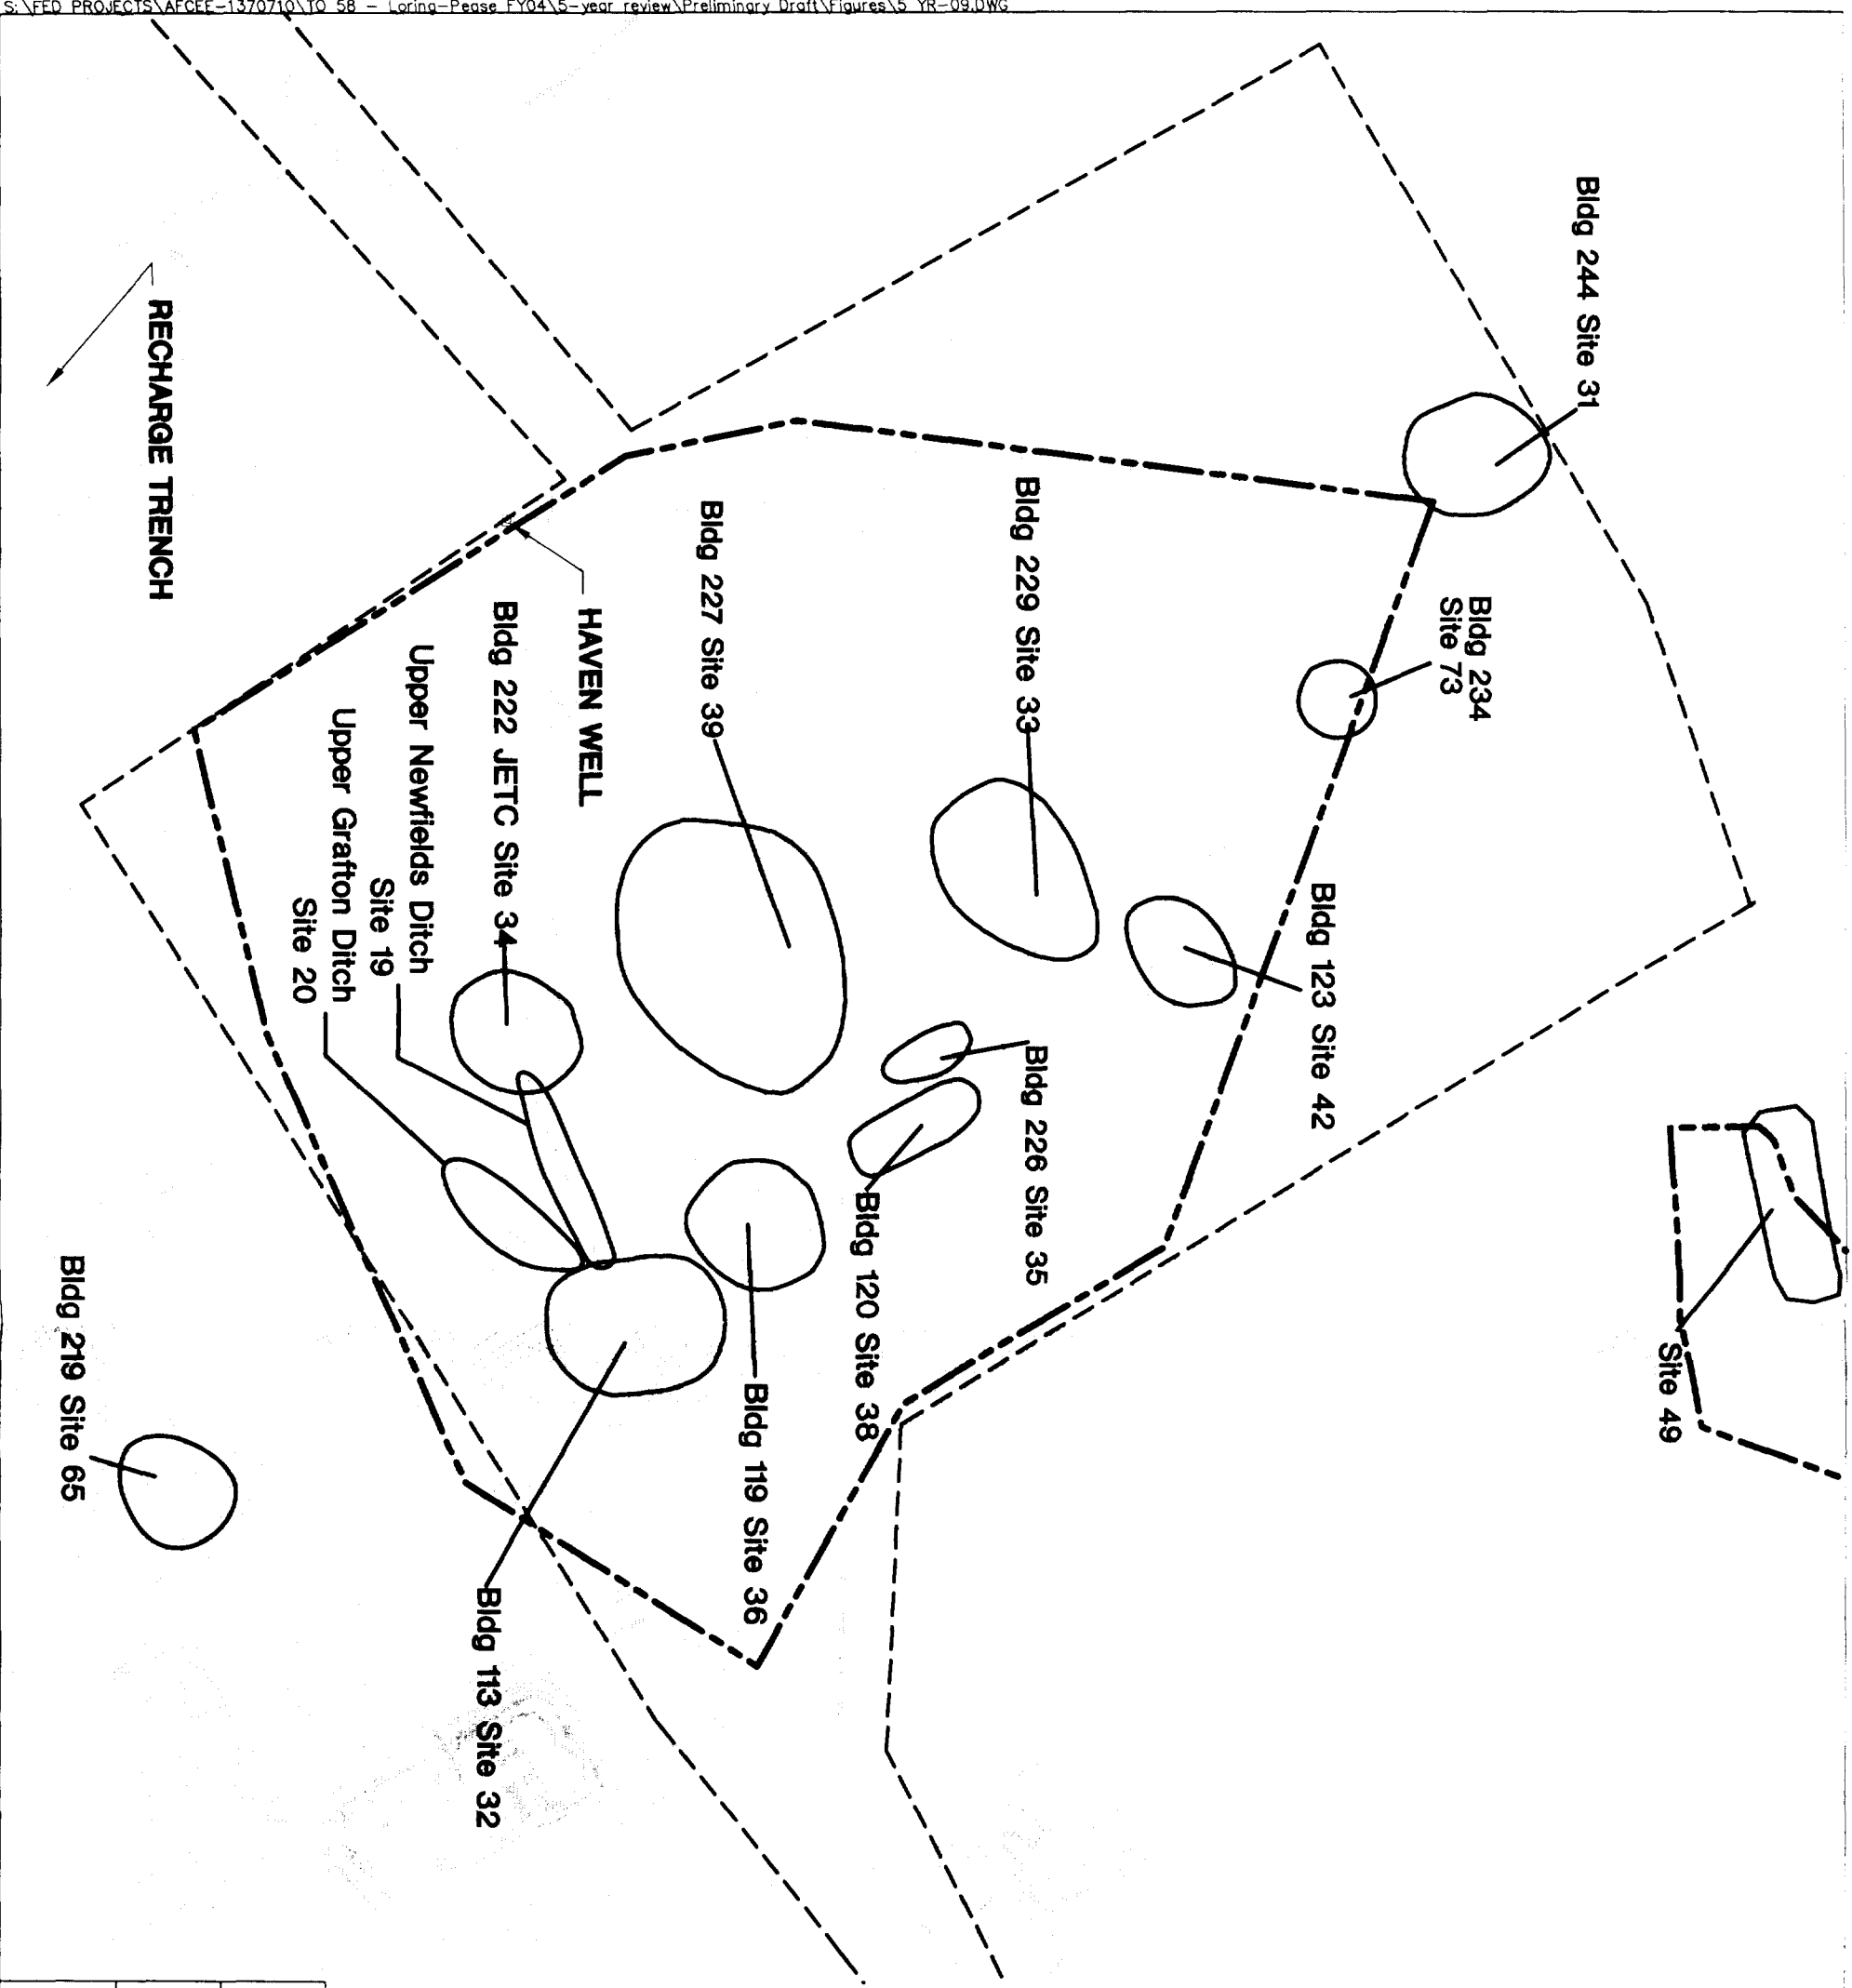 S:\FED PROJECTS\AFCEE-1370710\TO 58 - Loring-Pease FY04\5-year review\Preliminary Draft\Figures\5 YR-09.DWG
Site 49
Bldg 244 Site 31
Bldg 234
Site 73
Bldg 123 Site 42
Bldg 229 Site 33
Bldg 226 Site 35
Bldg 120 Site 38
Bldg 119 Site 36
Bldg 227 Site 39
HAVEN WELL
Bldg 222 JETC Site 34
Bldg 113 Site 32
Upper Newfields Ditch
Site 19
Upper Grafton Ditch
Site 20
RECHARGE TRENCH
Bldg 219 Site 65